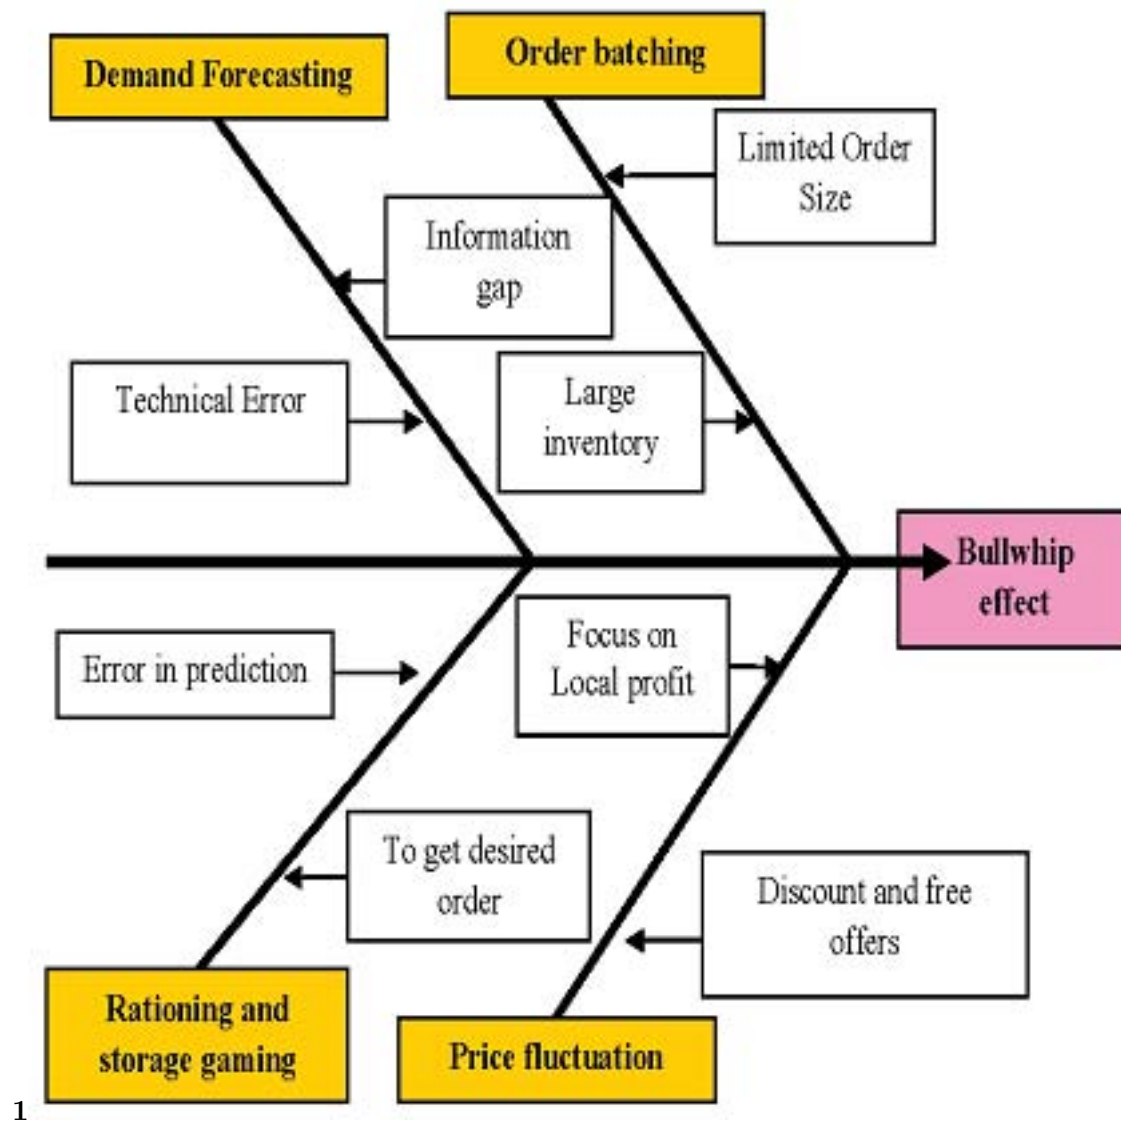 Demand Forecasting
Order batching
Limited Order
Size
Information
gap
Technical Error
Large
inventory
Bullwhip
effect
Error in prediction
Focus on
Local profit
To get desired
order
Discount and free
offers
Rationing and
storage gaming
Price fluctuation
1